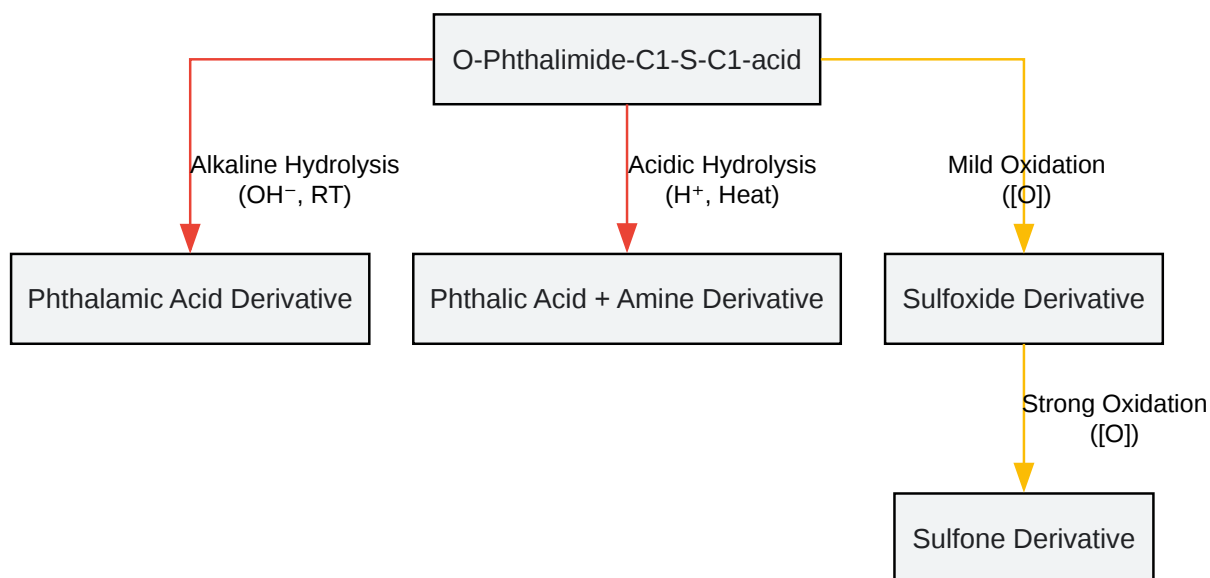 O-Phthalimide-C1-S-C1-acid
Alkaline Hydrolysis
(OH⁻, RT)
Acidic Hydrolysis
(H⁺, Heat)
Mild Oxidation
([O])
Phthalamic Acid Derivative
Phthalic Acid + Amine Derivative
Sulfoxide Derivative
Strong Oxidation
([O])
Sulfone Derivative